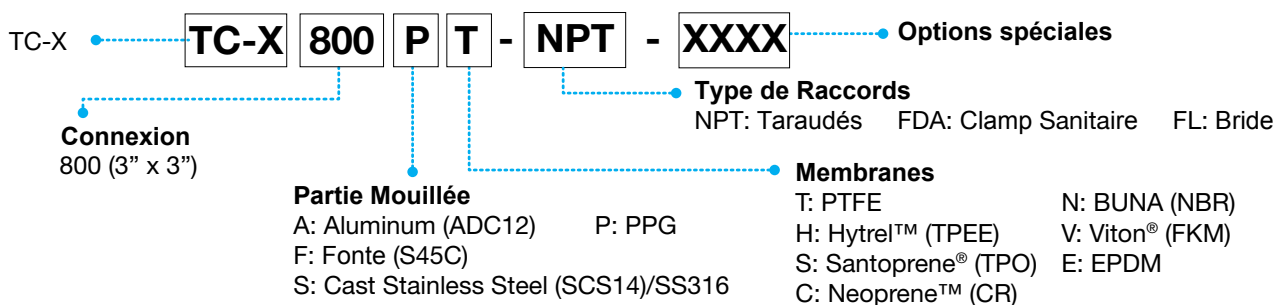 TC-X TC-X 800 P T - NPT - XXXX Options spéciales
Type de Raccords
NPT: Taraudés FDA: Clamp Sanitaire FL: Bride
Connexion
800 (3” x 3”)
Membranes
T: PTFE N: BUNA (NBR)
H: Hytrel™ (TPEE) V: Viton® (FKM)
S: Santoprene® (TPO) E: EPDM
C: Neoprene™ (CR)
Partie Mouillée
A: Aluminum (ADC12) P: PPG
F: Fonte (S45C)
S: Cast Stainless Steel (SCS14)/SS316